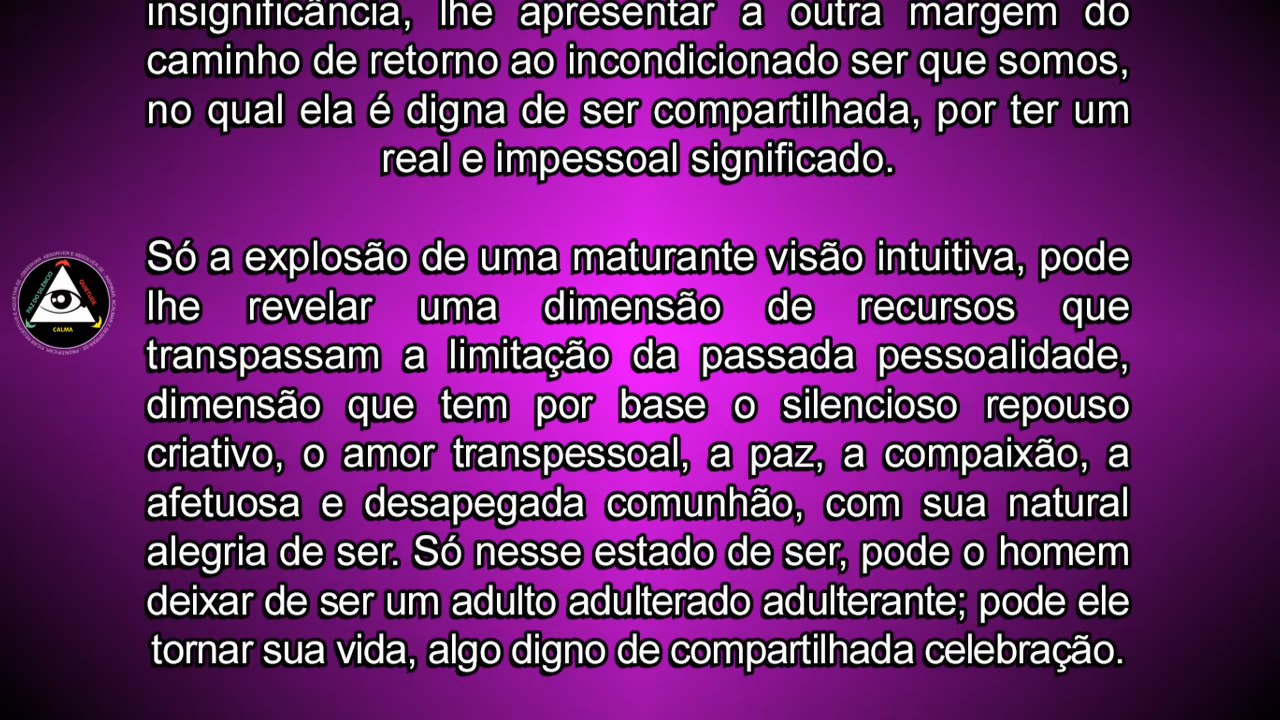 insignificância, lhe apresentar a outra margem do
caminho de retorno ao incondicionado ser que somos,
no qual ela é digna de ser compartilhada, por ter um
real e impessoal significado.
Só a explosão de uma maturante visão intuitiva, pode
lhe revelar uma dimensão de recursos que
transpassam a limitação da passada pessoalidade,
dimensão que tem por base o silencioso repouso
criativo, o amor transpessoal, a paz, a compaixão, a
afetuosa e desapegada comunhão, com sua natural
alegria de ser. Só nesse estado de ser, pode o homem
deixar de ser um adulto adulterado adulterante; pode ele
tornar sua vida, algo digno de compartilhada celebração.
PAZ DO SILÊNCIO
QUIETUDE
CALMA